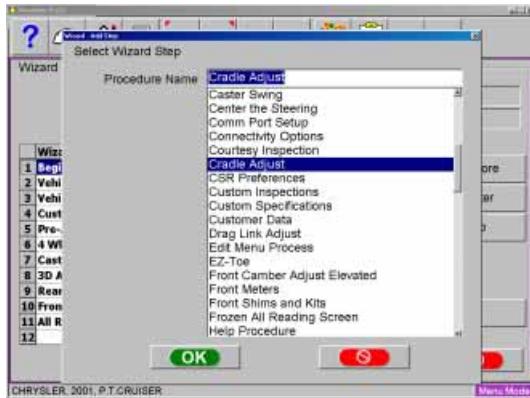 Wizard - Add Step
?
Select Wizard Step
Wizard
Procedure Name Cradle Adjust
Caster Swing
Center the Steering
Comm Port Setup
Connectivity Options
Courtesy Inspection
Cradle Adjust
CSR Preferences
Custom Inspections
Custom Specifications
Customer Data
Drag Link Adjust
Edit Menu Process
EZ-Toe
Front Camber Adjust Elevated
Front Meters
Front Shims and Kits
Frozen All Reading Screen
Help Procedure
Wiza
1 Begi
2 Vehi
3 Vehi
4 Cust
5 Pre-
6 4 Wh
7 Cast
8 3D A
9 Rear
10 Fron
11 All R
12
ore
er
OK
CHRYSLER, 2001, P.T.CRUISER
Menu Mode